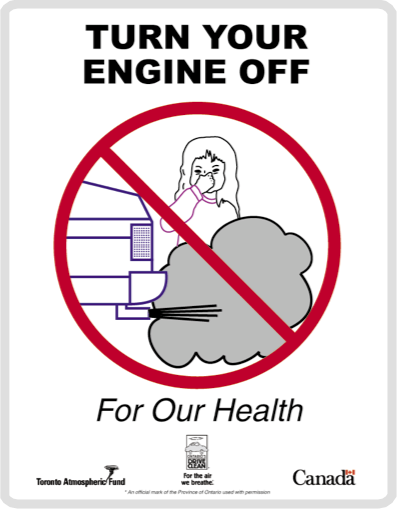 TURN YOUR
ENGINE OFF
For Our Health
Toronto Atmospheric Fund
ONTARIO'S
DRIVE
CLEAN
For the air
we breathe.
Canada
* An official mark of the Province of Ontario used with permission